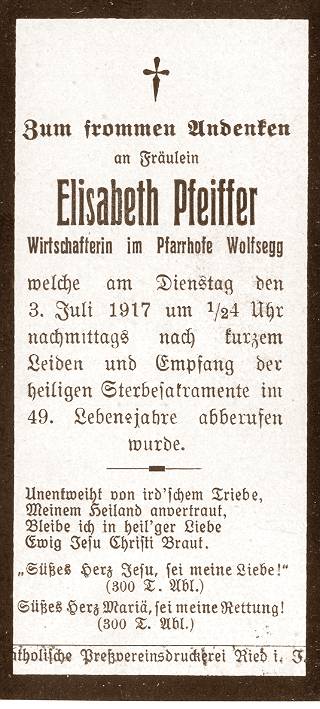 Zum frommen Andenken
an Fräulein
Elisabeth Pfeiffer
Wirtschafterin im Pfarrhofe Wolfsegg
welche am Dienstag den
3. Juli 1917 um 1/24 Uhr
nachmittags nach kurzem
Leiden und Empfang der
heiligen Sterbesakramente im
49. Lebensjahre abberufen
wurde.
Unentweiht von ird'schem Triebe,
Meinem Heiland anvertraut,
Bleibe ich in heil'ger Liebe
Ewig Jesu Christi Braut.
„Süßes Herz Jesu, sei meine Liebe!“
(300 T. Abl.)
Süßes Herz Mariä, sei meine Rettung!
(300 T. Abl.)
atholische Preßvereinsdruckerei Ried i. I.